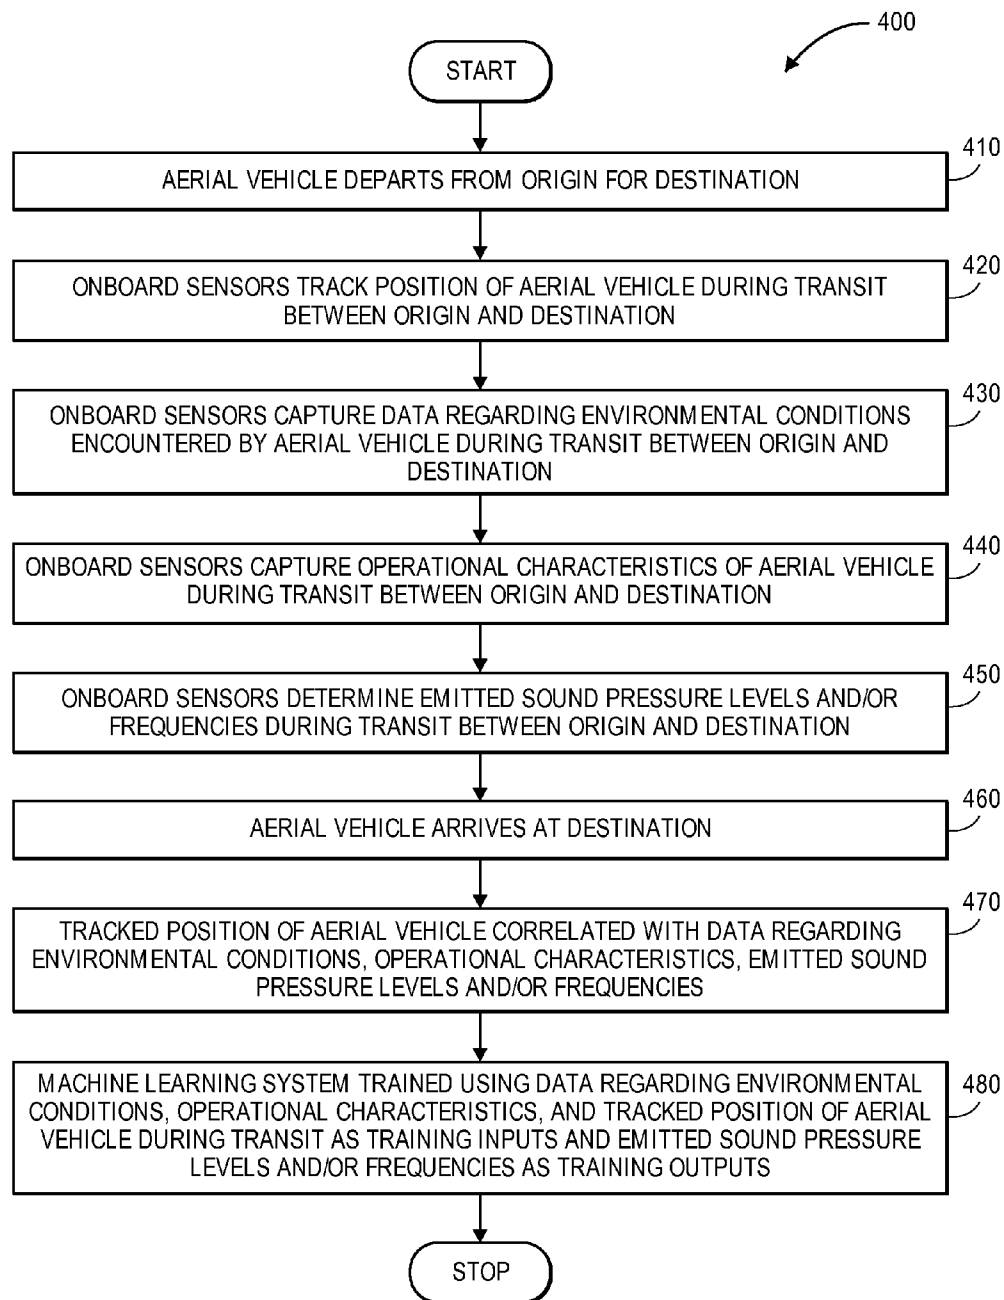 400
START
410
AERIAL VEHICLE DEPARTS FROM ORIGIN FOR DESTINATION
420
ONBOARD SENSORS TRACK POSITION OF AERIAL VEHICLE DURING TRANSIT
BETWEEN ORIGIN AND DESTINATION
430
ONBOARD SENSORS CAPTURE DATA REGARDING ENVIRONMENTAL CONDITIONS
ENCOUNTERED BY AERIAL VEHICLE DURING TRANSIT BETWEEN ORIGIN AND
DESTINATION
440
ONBOARD SENSORS CAPTURE OPERATIONAL CHARACTERISTICS OF AERIAL VEHICLE
DURING TRANSIT BETWEEN ORIGIN AND DESTINATION
450
ONBOARD SENSORS DETERMINE EMITTED SOUND PRESSURE LEVELS AND/OR
FREQUENCIES DURING TRANSIT BETWEEN ORIGIN AND DESTINATION
460
AERIAL VEHICLE ARRIVES AT DESTINATION
470
TRACKED POSITION OF AERIAL VEHICLE CORRELATED WITH DATA REGARDING
ENVIRONMENTAL CONDITIONS, OPERATIONAL CHARACTERISTICS, EMITTED SOUND
PRESSURE LEVELS AND/OR FREQUENCIES
480
MACHINE LEARNING SYSTEM TRAINED USING DATA REGARDING ENVIRONMENTAL
CONDITIONS, OPERATIONAL CHARACTERISTICS, AND TRACKED POSITION OF AERIAL
VEHICLE DURING TRANSIT AS TRAINING INPUTS AND EMITTED SOUND PRESSURE
LEVELS AND/OR FREQUENCIES AS TRAINING OUTPUTS
STOP